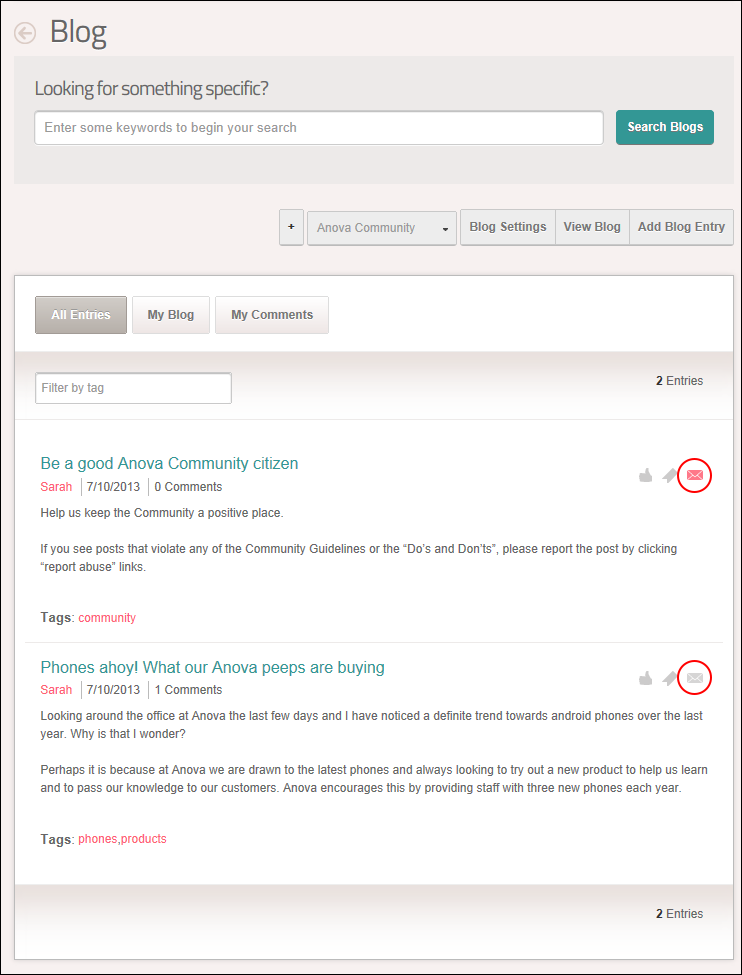 Blog
Looking for something specific?
Enter some keywords to begin your search
Search Blogs
+
Anova Community
Blog Settings
View Blog
Add Blog Entry
All Entries
My Blog
My Comments
Filter by tag
2 Entries
Be a good Anova Community citizen
Sarah 7/10/2013 0 Comments
Help us keep the Community a positive place.
If you see posts that violate any of the Community Guidelines or the “Do’s and Don’ts”, please report the post by clicking
“report abuse” links.
Tags: community
Phones ahoy! What our Anova peeps are buying
Sarah 7/10/2013 1 Comments
Looking around the office at Anova the last few days and I have noticed a definite trend towards android phones over the last
year. Why is that I wonder?
Perhaps it is because at Anova we are drawn to the latest phones and always looking to try out a new product to help us learn
and to pass our knowledge to our customers. Anova encourages this by providing staff with three new phones each year.
Tags: phones,products
2 Entries